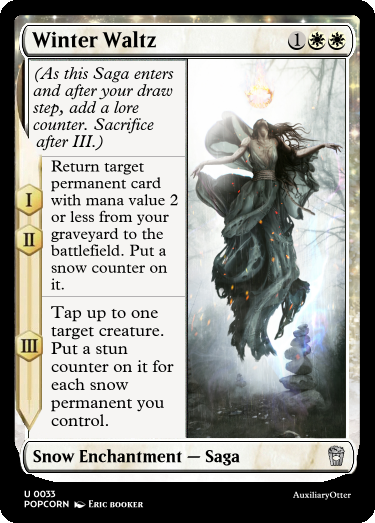 Winter Waltz 1
(As this Saga enters
and after your draw
step, add a lore
counter. Sacrifice
after III.)
I
II
Return target
permanent card
with mana value 2
or less from your
graveyard to the
battlefield. Put a
snow counter on
it.
III
Tap up to one
target creature.
Put a stun
counter on it for
each snow
permanent you
control.
Snow Enchantment — Saga
U 0033
POPCORN Eric Booker
AuxiliaryOtter